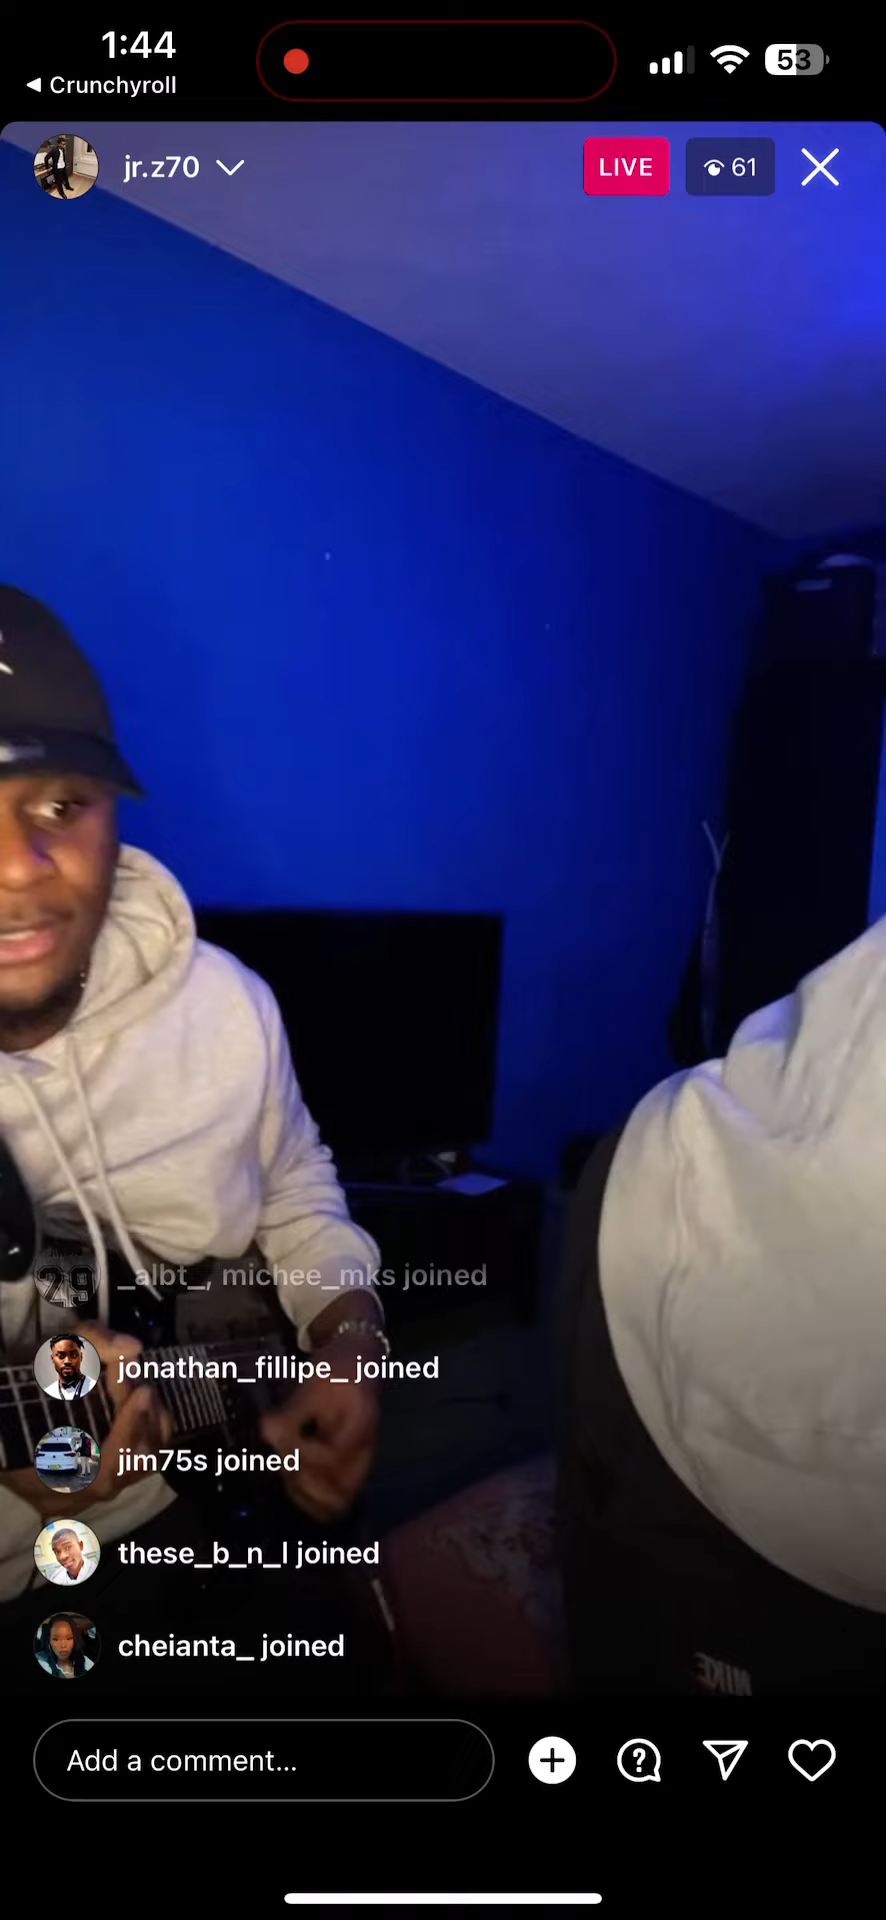 1:44
53
◀ Crunchyroll
jr.z70
LIVE
61
_albt_, michee_mks joined
jonathan_fillipe_ joined
jim75s joined
these_b_n_l joined
cheianta_ joined
NIKE
Add a comment...